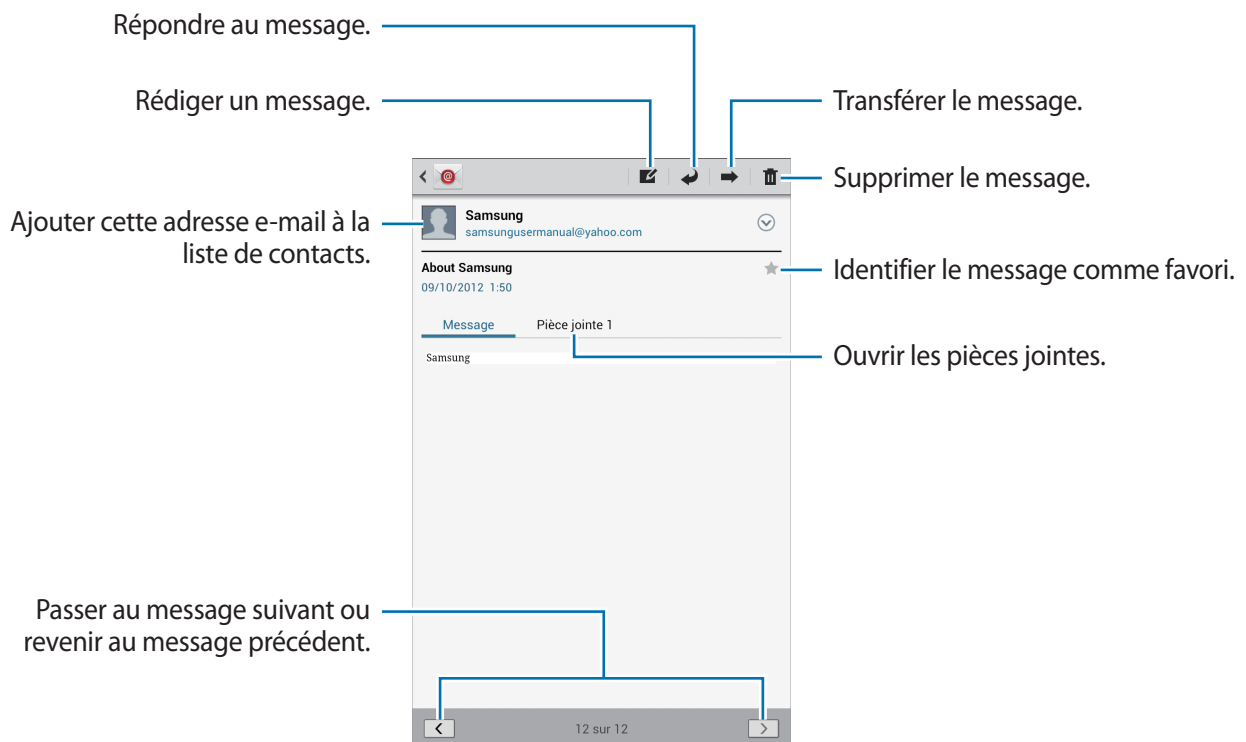 Répondre au message.
Rédiger un message.
Transférer le message.
Supprimer le message.
Samsung
samsungusermanual@yahoo.com
Ajouter cette adresse e-mail à la
liste de contacts.
About Samsung
09/10/2012 1:50
Identifier le message comme favori.
Message
Pièce jointe 1
Ouvrir les pièces jointes.
Samsung
Passer au message suivant ou
revenir au message précédent.
12 sur 12